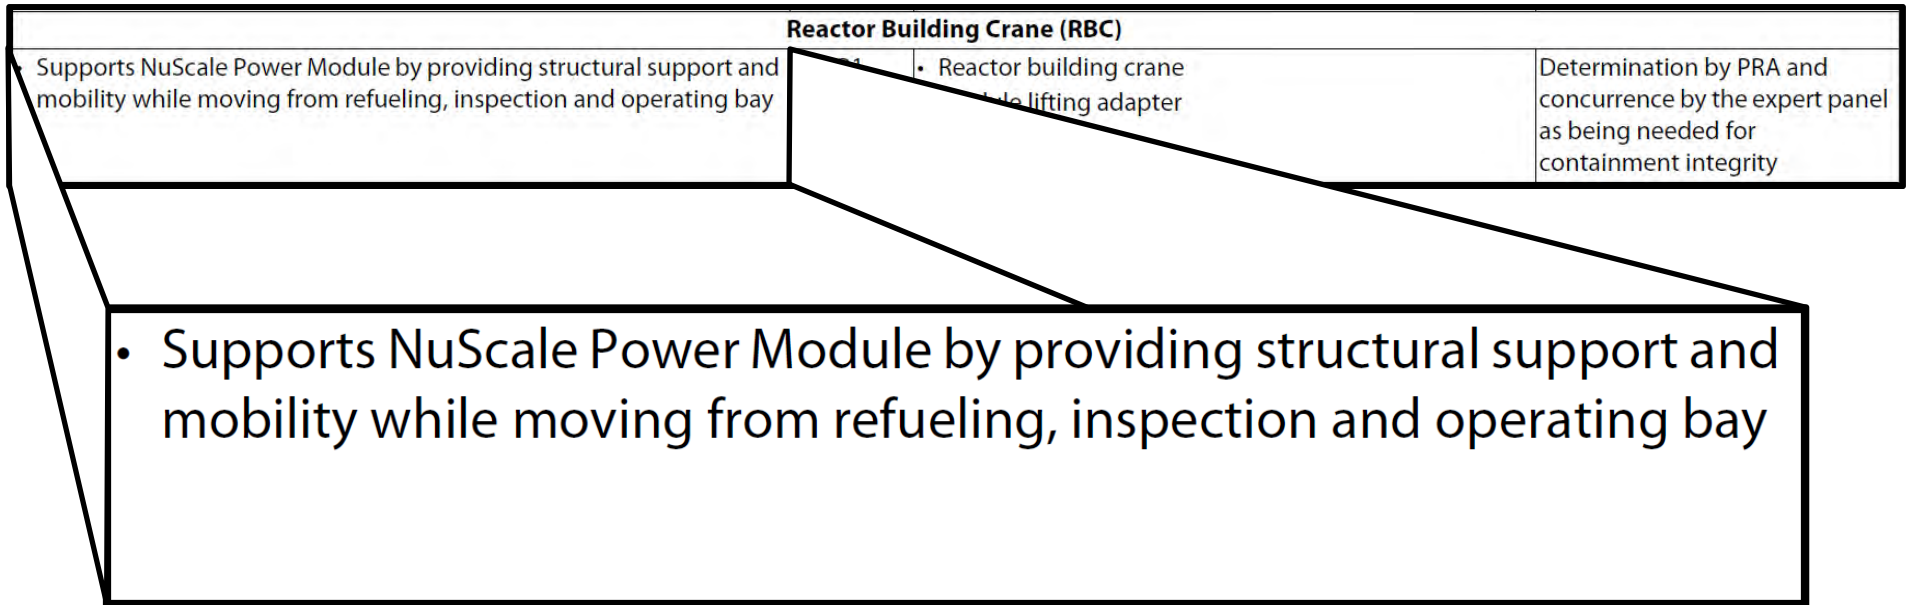 Reactor Building Crane (RBC)
Supports NuScale Power Module by providing structural support and
mobility while moving from refueling, inspection and operating bay
• Reactor building crane
lifting adapter
Determination by PRA and
concurrence by the expert panel
as being needed for
containment integrity
• Supports NuScale Power Module by providing structural support and
mobility while moving from refueling, inspection and operating bay